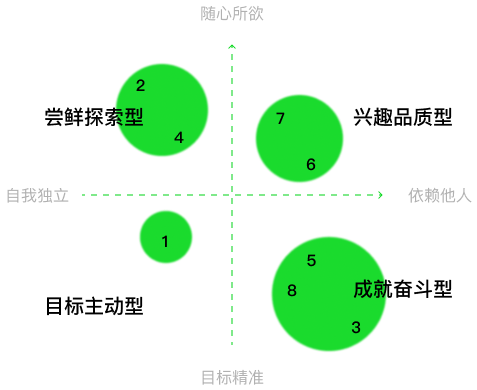 随心所欲
2
尝鲜探索型
4
7
兴趣品质型
6
自我独立
依赖他人
1
5
8
成就奋斗型
目标主动型
3
目标精准